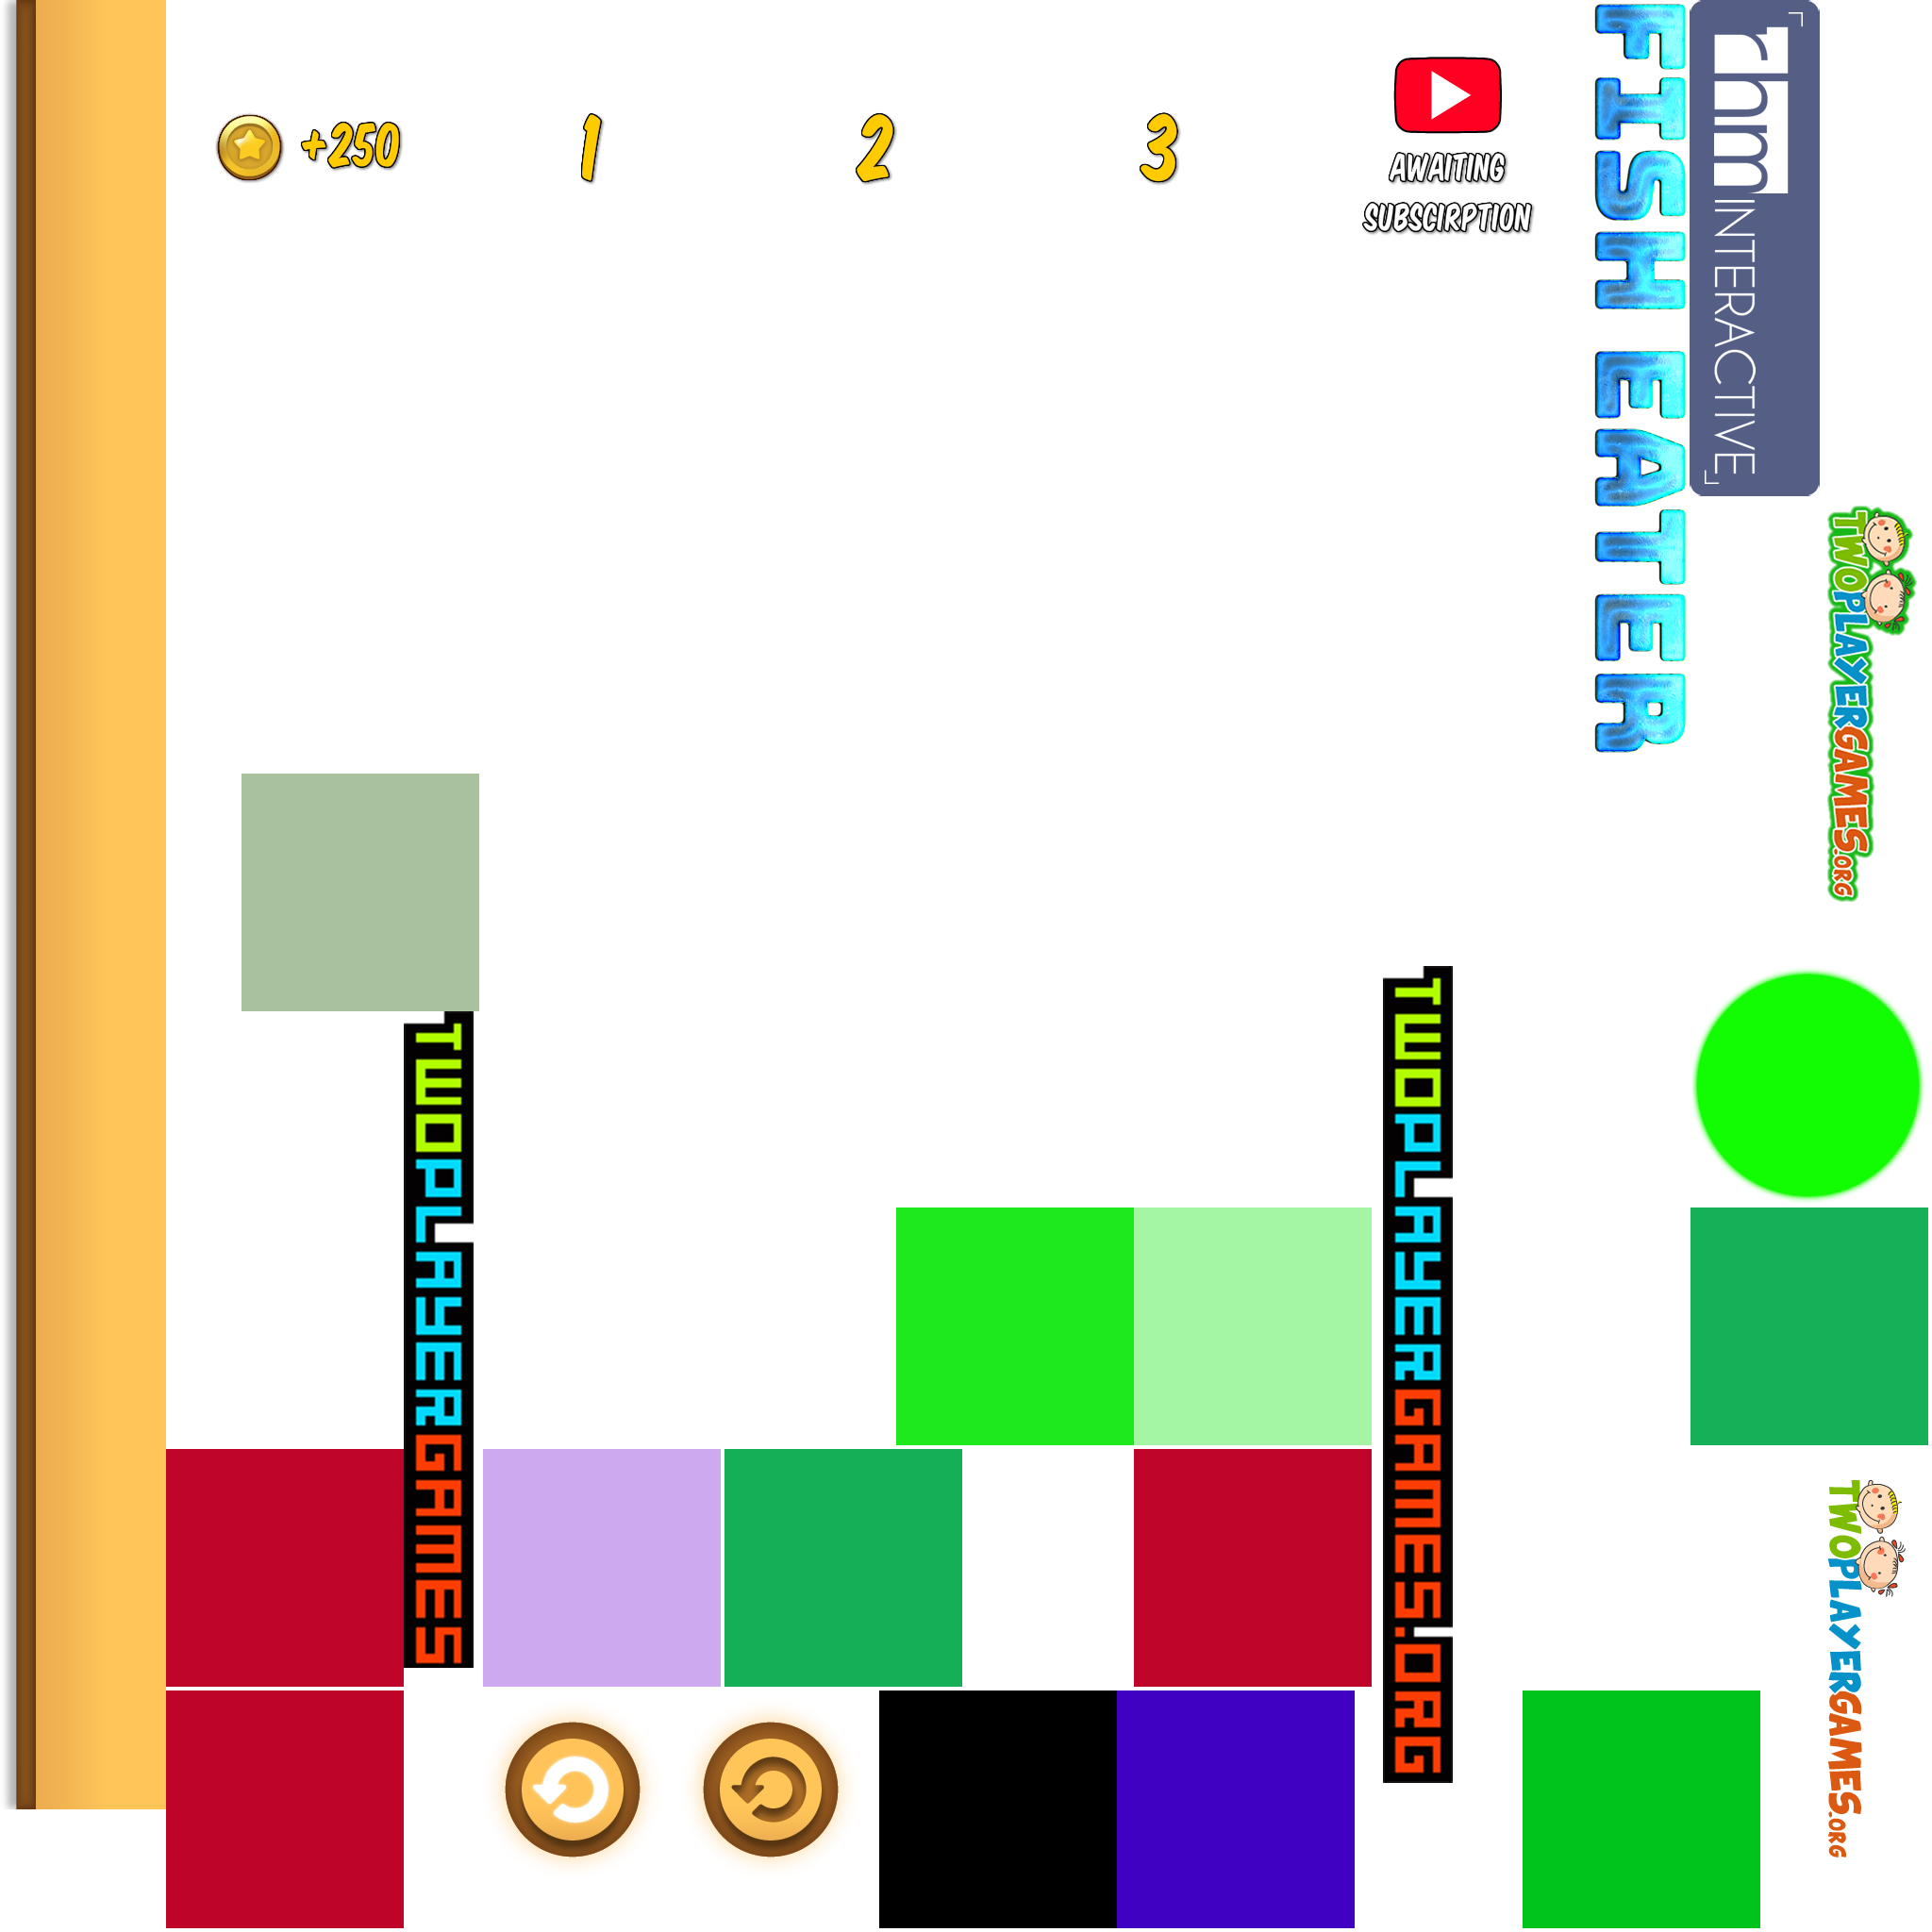 +250
1
2
3
AWAITING
SUBSCIRPTION
FISH EATER
rhm INTERACTIVE
TWOPLAYERGAMES.ORG
TWOPLAYERGAMES
TWOPLAYERGAMES.ORG
TWOPLAYERGAMES.ORG